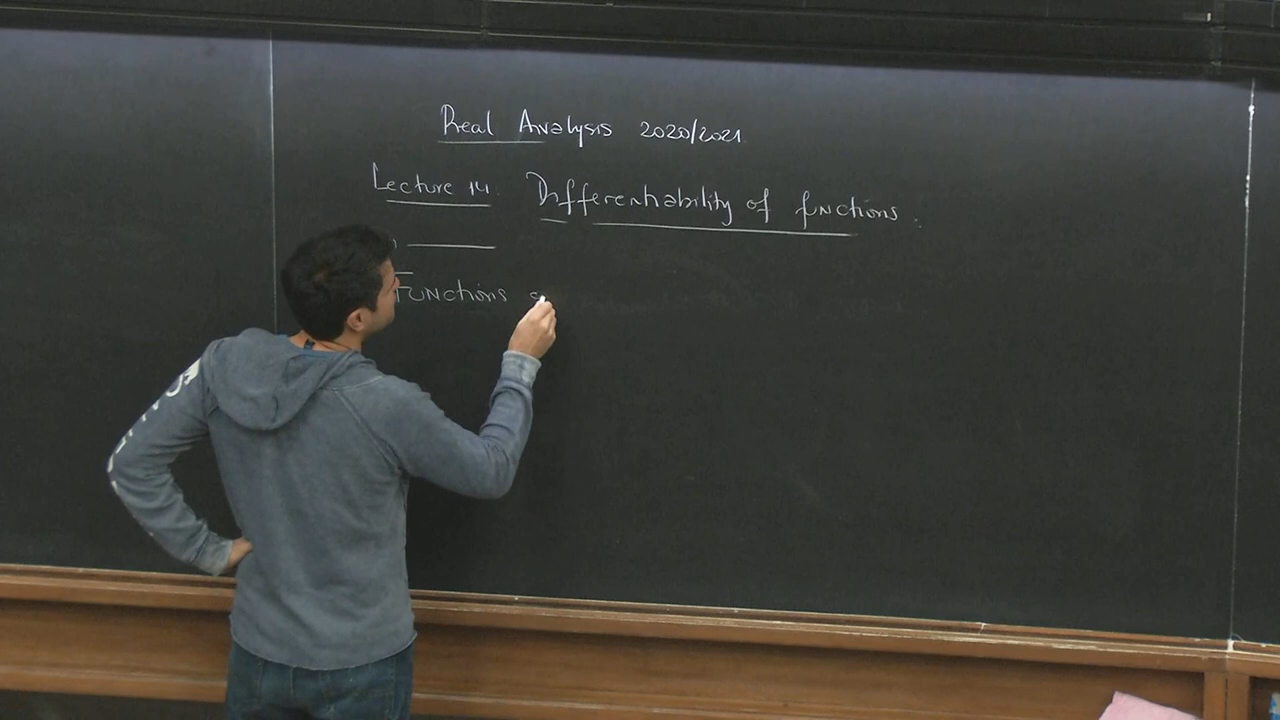 Real Analysis 2020/2021
Lecture 14: Differentiability of functions.
Functions